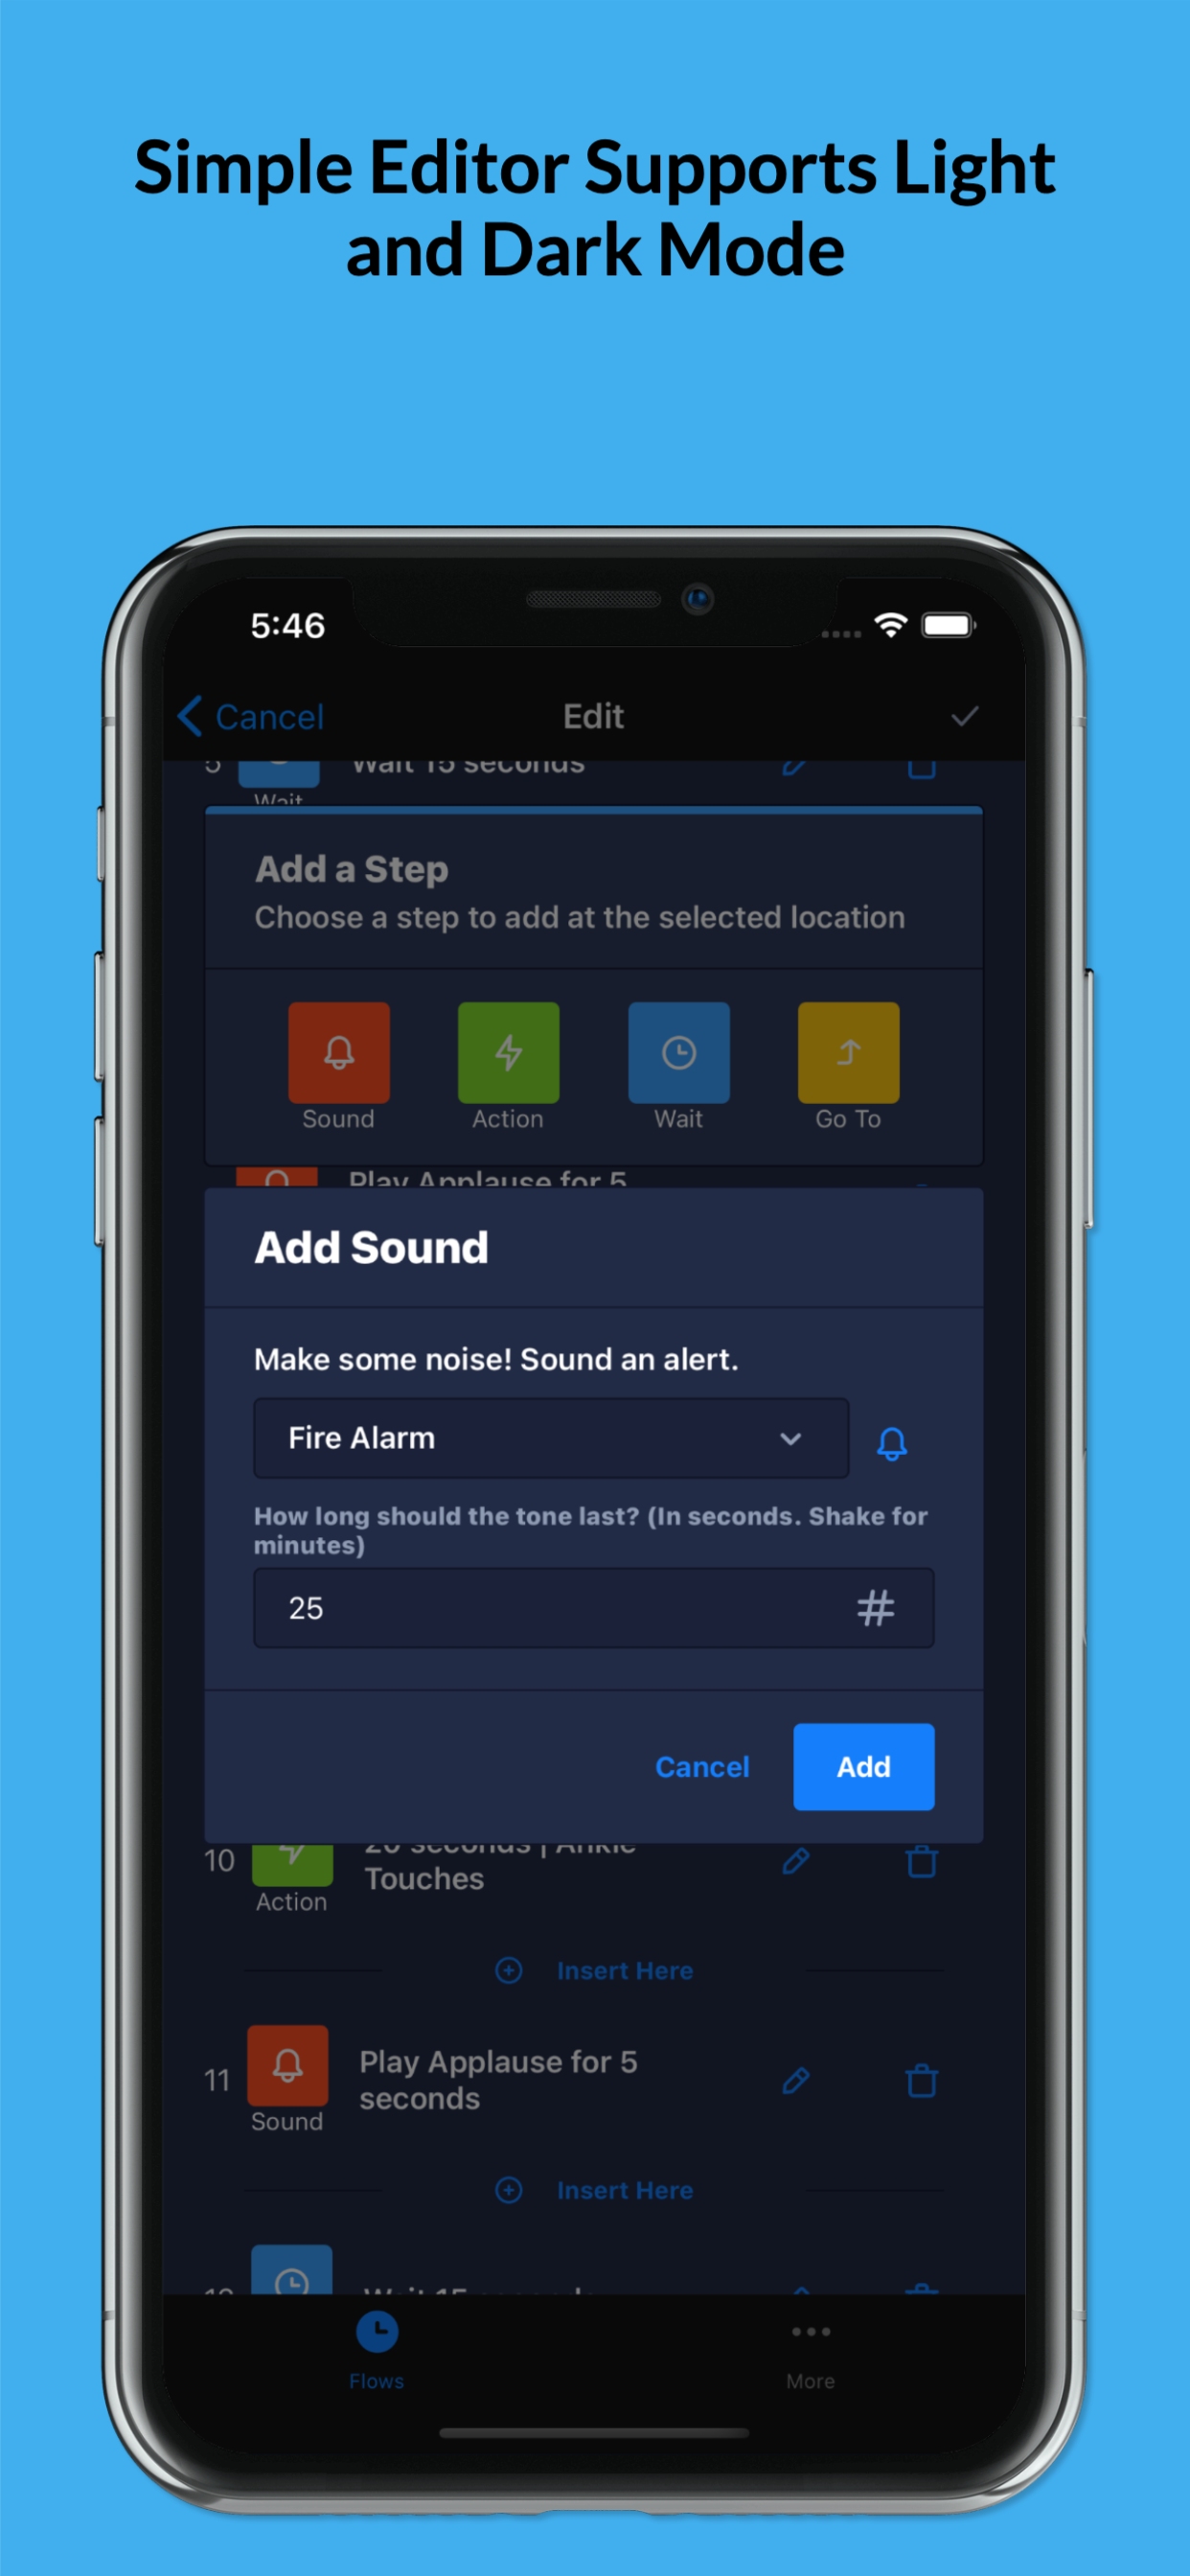 Simple Editor Supports Light
and Dark Mode
5:46
Cancel
Edit
5
Wait 15 seconds
Wait
Add a Step
Choose a step to add at the selected location
Sound
Action
Wait
Go To
Play Applause for 5
Add Sound
Make some noise! Sound an alert.
Fire Alarm
How long should the tone last? (In seconds. Shake for
minutes)
25
#
Cancel
Add
10
20 seconds | Ankle
Touches
Action
Insert Here
11
Play Applause for 5
seconds
Sound
Insert Here
Wait 15 seconds
Flows
More